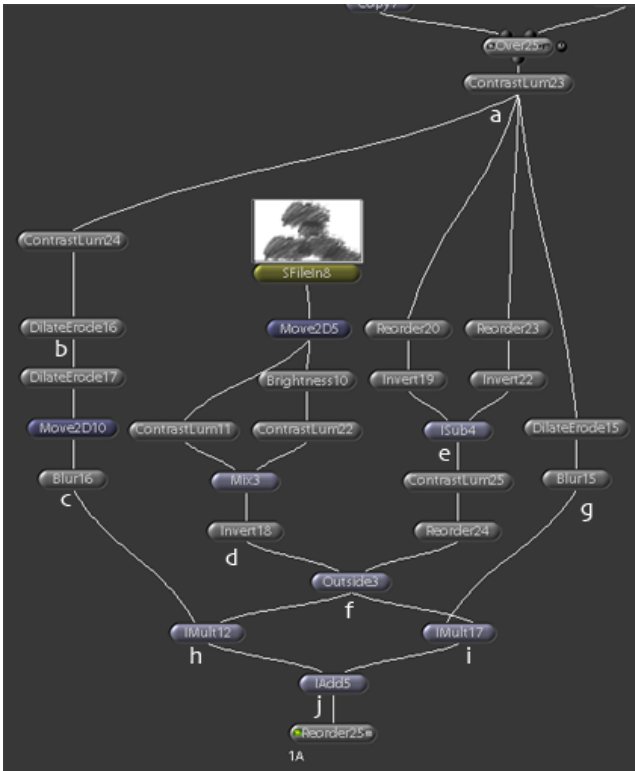 Copy7
Over25
ContrastLum23
a
ContrastLum24
SFileIn8
DilateErode16
Move2D5
Reorder20
Reorder23
b
DilateErode17
Brightness10
Invert19
Invert22
Move2D10
ContrastLum11
ContrastLum22
ISub4
DilateErode15
e
Blur16
Mix3
ContrastLum25
Blur15
c
g
Invert18
Reorder24
d
Outside3
f
IMult12
IMult17
h
i
IAdd5
j
Reorder25
1A